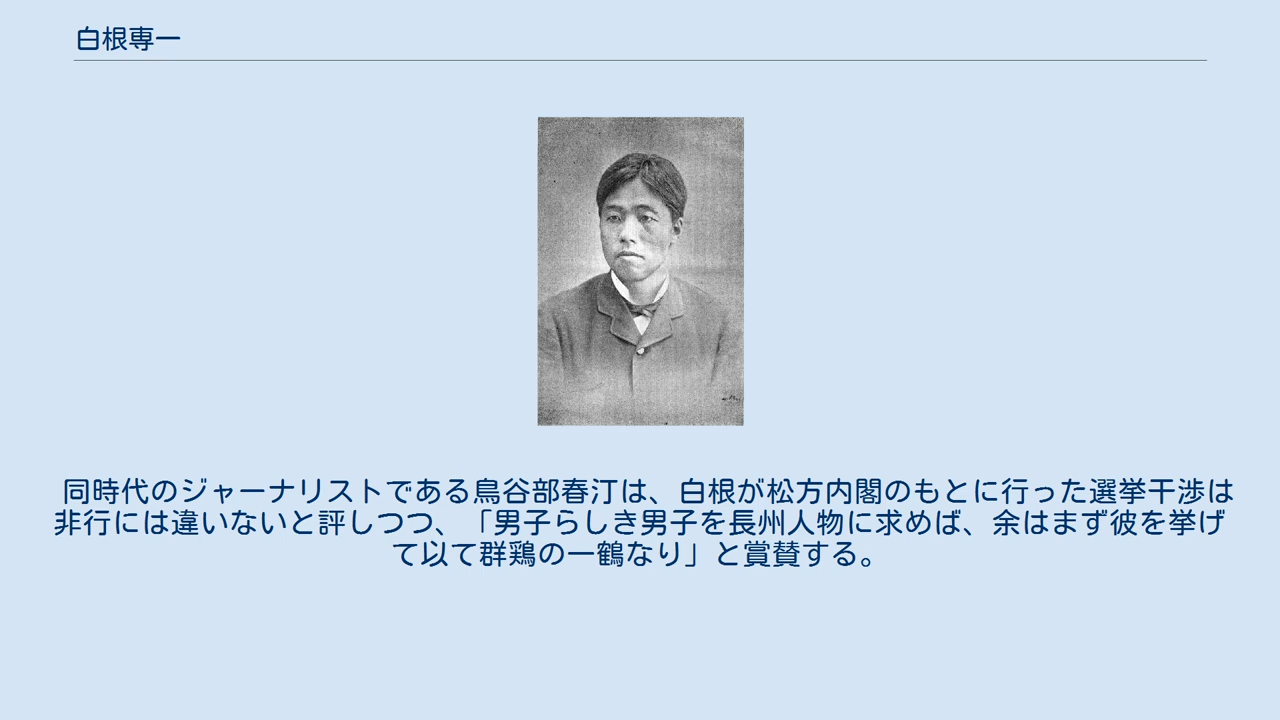 白根専一
同時代のジャーナリストである鳥谷部春汀は、白根が松方内閣のもとに行った選挙干渉は
非行には違いないと評しつつ、「男子らしき男子を長州人物に求めば、余はまず彼を挙げ
て以て群鶏の一鶴なり」と賞賛する。